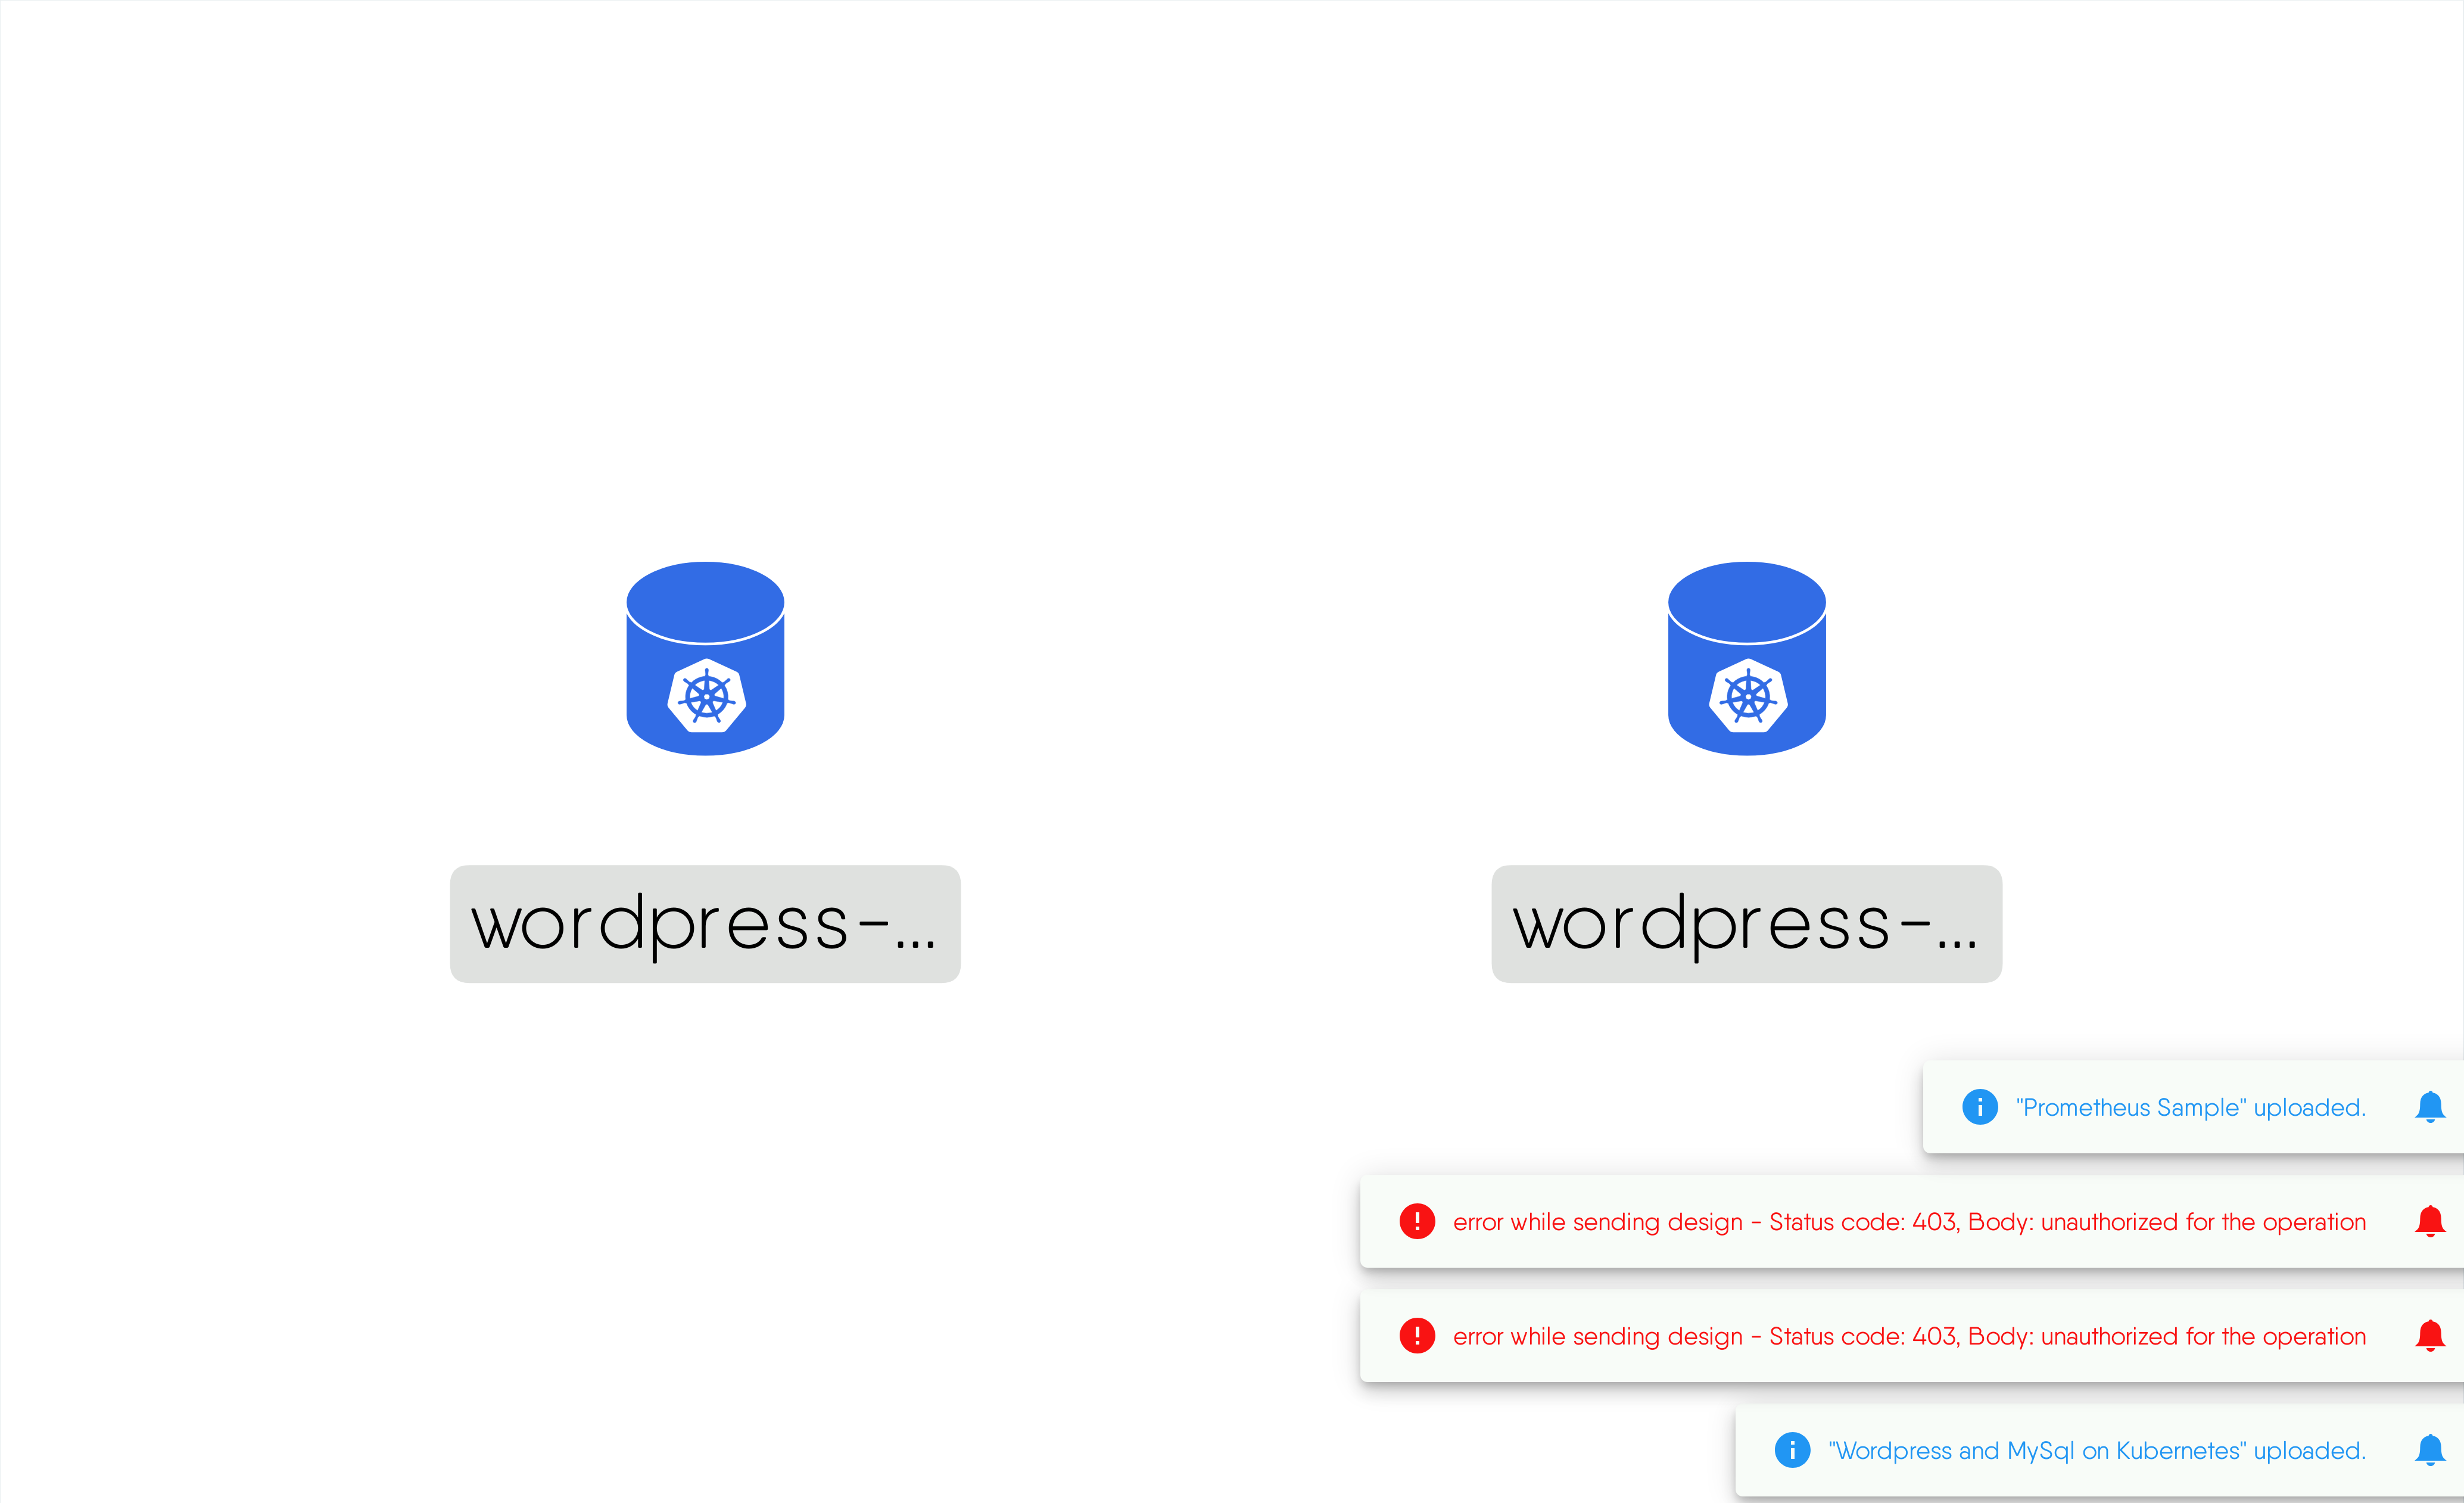 wordpress-...
wordpress-...
"Prometheus Sample" uploaded.
error while sending design - Status code: 403, Body: unauthorized for the operation
error while sending design - Status code: 403, Body: unauthorized for the operation
"Wordpress and MySql on Kubernetes" uploaded.